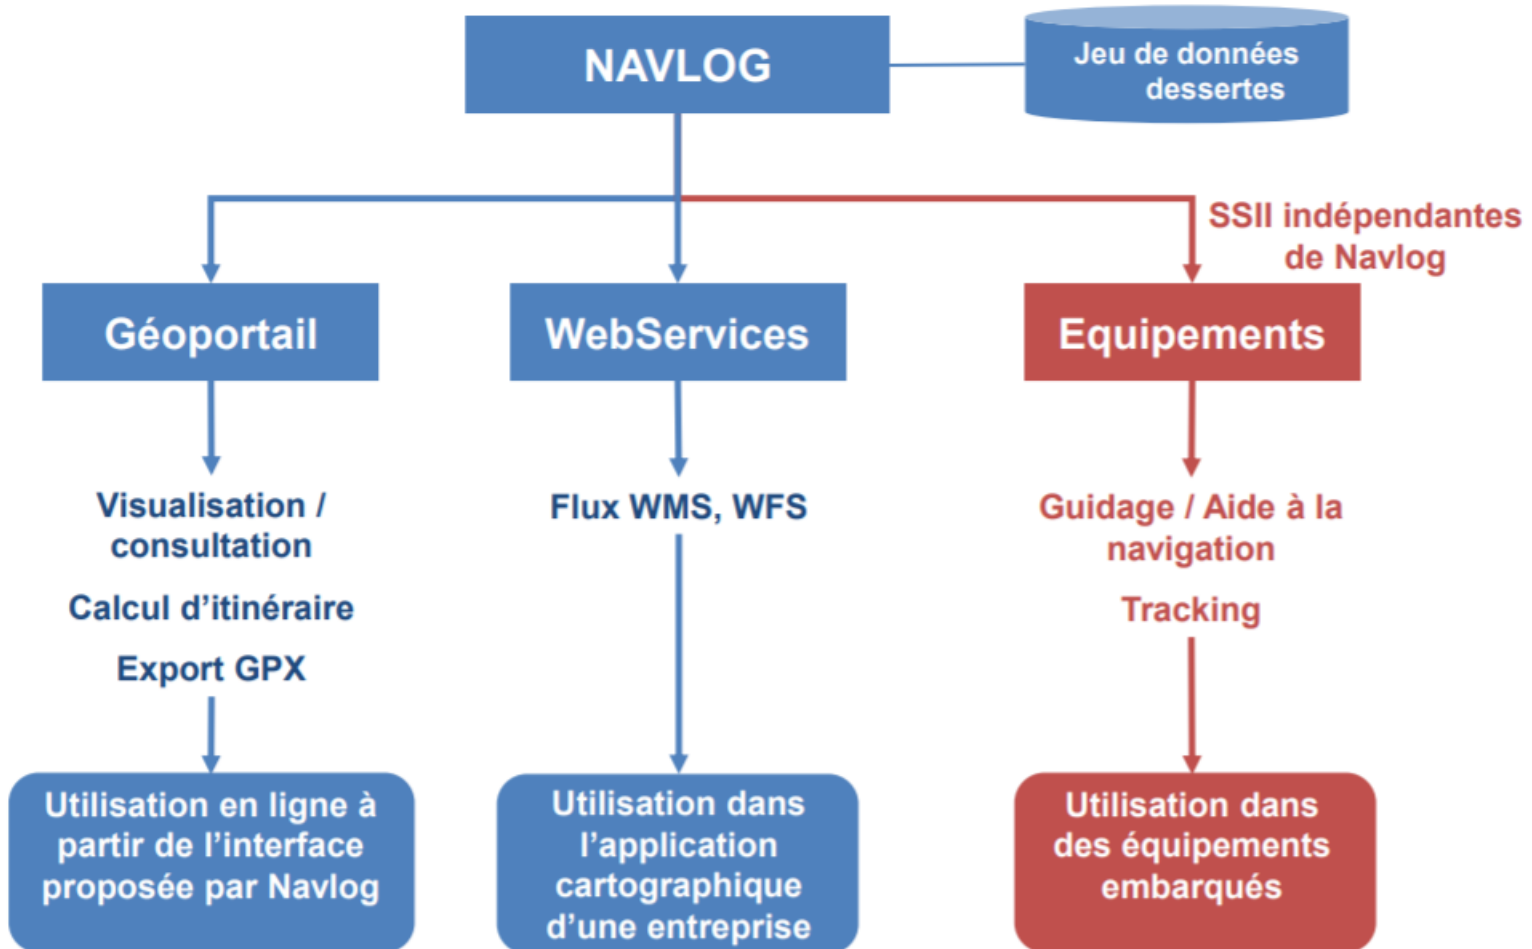 NAVLOG
Jeu de données
dessertes
SSII indépendantes
de Navlog
Géoportail
WebServices
Equipements
Visualisation /
consultation
Calcul d'itinéraire
Export GPX
Flux WMS, WFS
Guidage / Aide à la
navigation
Tracking
Utilisation en ligne à
partir de l'interface
proposée par Navlog
Utilisation dans
l'application
cartographique
d'une entreprise
Utilisation dans
des équipements
embarqués